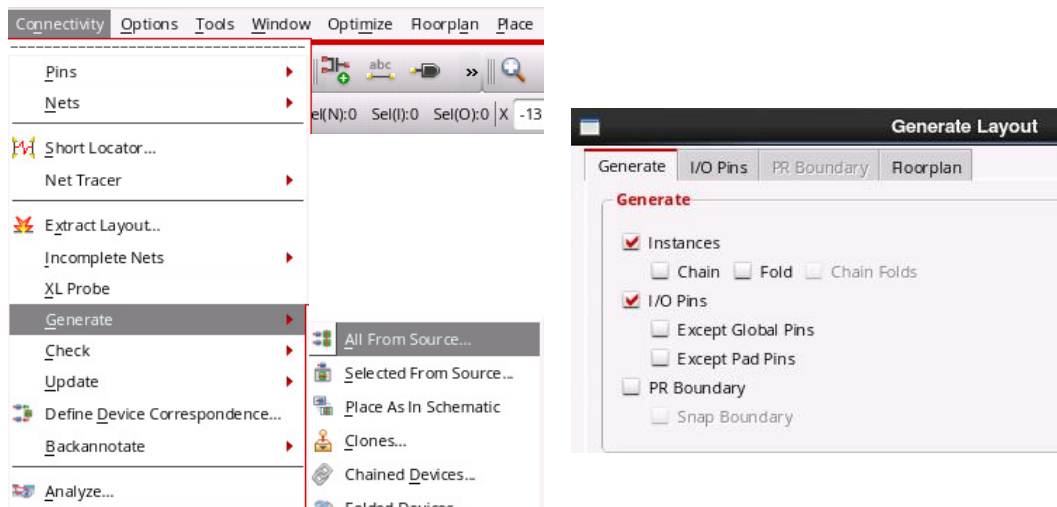 Connectivity Options Tools Window Optimize Floorplan Place
abc
»
el(N):0 Sel(I):0 Sel(O):0 X -13
Pins
Nets
Short Locator...
Net Tracer
Extract Layout...
Incomplete Nets
XL Probe
Generate
Check
Update
Define Device Correspondence...
Backannotate
Analyze...
All From Source...
Selected From Source...
Place As In Schematic
Clones...
Chained Devices...
Folded Devices
Generate Layout
Generate I/O Pins PR Boundary Floorplan
Generate
Instances
Chain Fold Chain Folds
I/O Pins
Except Global Pins
Except Pad Pins
PR Boundary
Snap Boundary